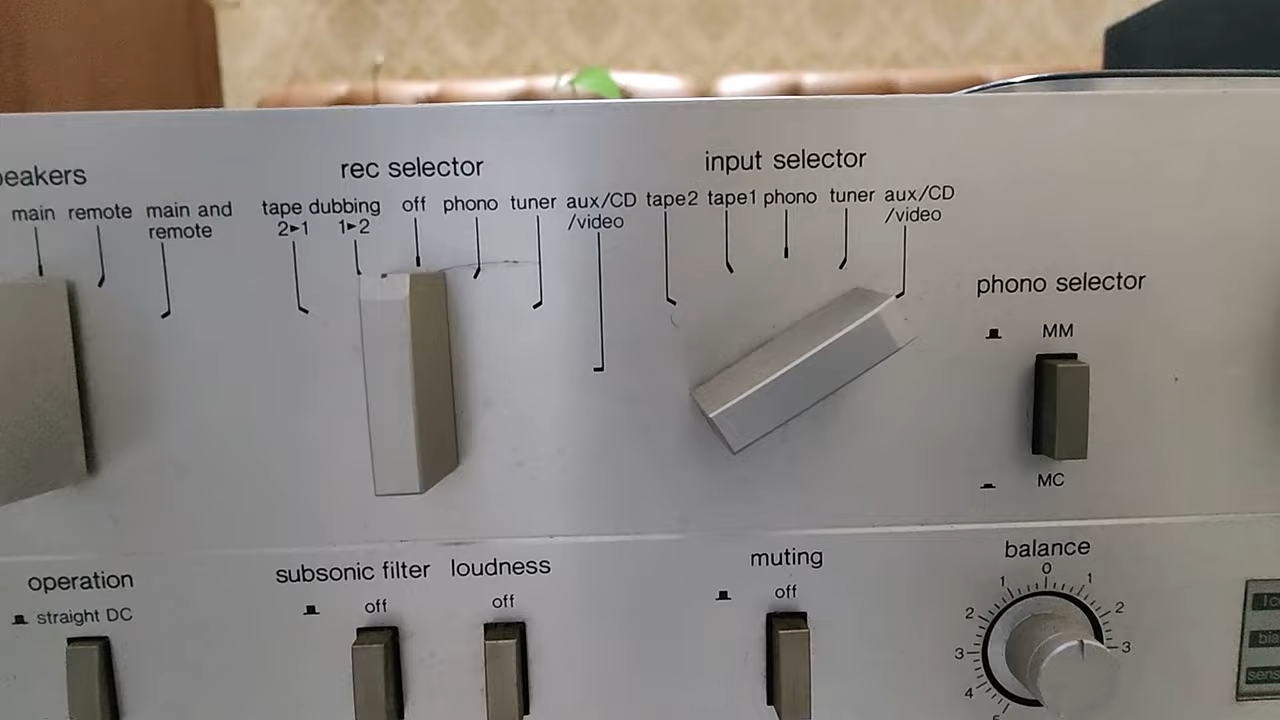 rec selector
input selector
main remote main and remote
tape dubbing
2▸1 1▸2
off phono tuner aux/CD /video
tape2 tape1 phono tuner aux/CD /video
phono selector
MM
MC
operation
straight DC
subsonic filter
off
loudness
off
muting
off
balance
0
1 1
2 2
3 3
4